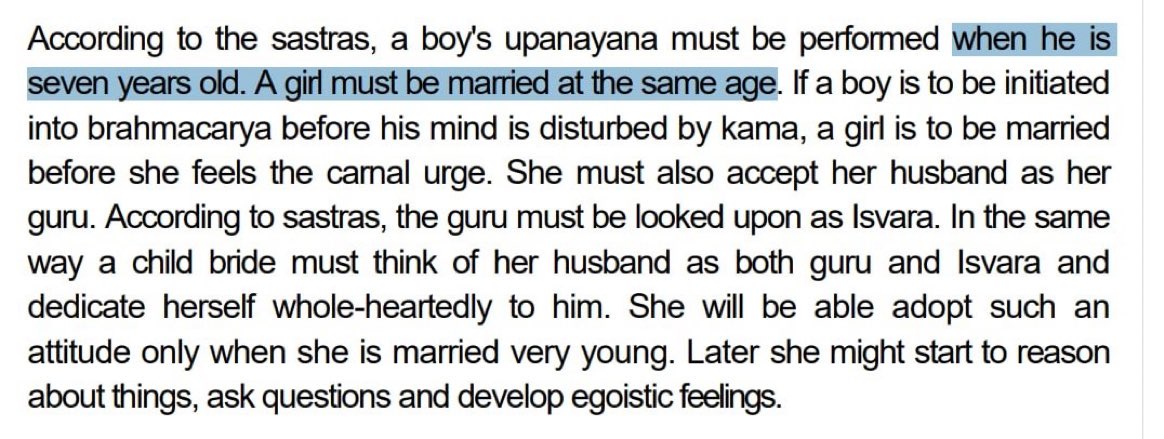 According to the sastras, a boy's upanayana must be performed when he is
seven years old. A girl must be married at the same age. If a boy is to be initiated
into brahmacarya before his mind is disturbed by kama, a girl is to be married
before she feels the carnal urge. She must also accept her husband as her
guru. According to sastras, the guru must be looked upon as Isvara. In the same
way a child bride must think of her husband as both guru and Isvara and
dedicate herself whole-heartedly to him. She will be able adopt such an
attitude only when she is married very young. Later she might start to reason
about things, ask questions and develop egoistic feelings.